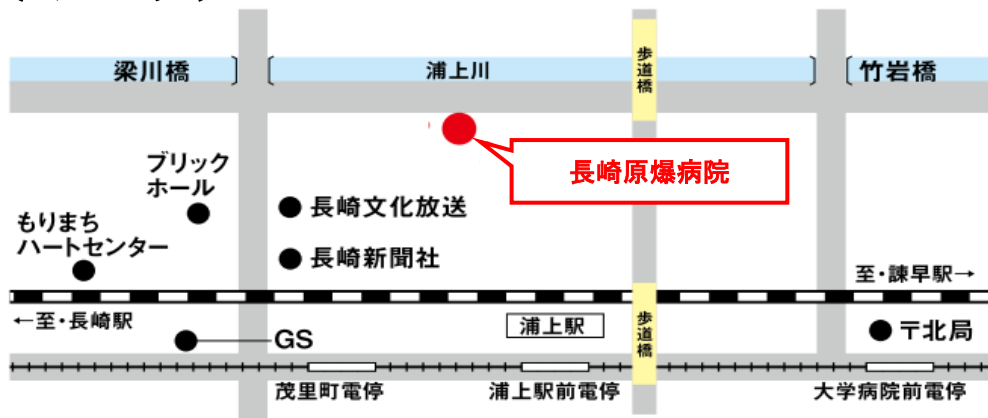 梁川橋
浦上川
歩道橋
竹岩橋
長崎原爆病院
ブリック
ホール
もりまち
ハートセンター
長崎文化放送
長崎新聞社
至・諫早駅→
←至・長崎駅
GS
浦上駅
歩道橋
〒北局
茂里町電停
浦上駅前電停
大学病院前電停